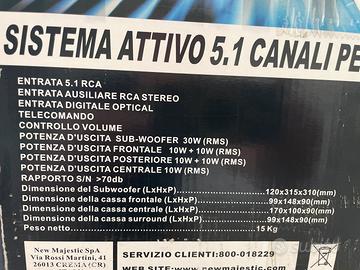 SISTEMA ATTIVO 5.1 CANALI PE
ENTRATA 5.1 RCA
ENTRATA AUSILIARE RCA STEREO
ENTRATA DIGITALE OPTICAL
TELECOMANDO
CONTROLLO VOLUME
POTENZA D'USCITA SUB-WOOFER 30W (RMS)
POTENZA D'USCITA FRONTALE 10W + 10W (RMS)
POTENZA D'USCITA POSTERIORE 10W + 10W (RMS)
POTENZA D'USCITA CENTRALE 10W (RMS)
RAPPORTO S/N >70db
Dimensione del Subwoofer (LxHxP)............120x315x310(mm)
Dimensione della cassa frontale (LxHxP)............99x148x90(mm)
Dimensione della cassa centrale (LxHxP)............170x100x90(mm)
Dimensione della cassa surround (LxHxP)............99x148x90(mm)
Peso netto............15 Kg
New Majestic SpA
Via Rossi Martini, 41
26013 CREMA (CR)
SERVIZIO CLIENTI:800-018229
WEB SITE:www.newmajestic